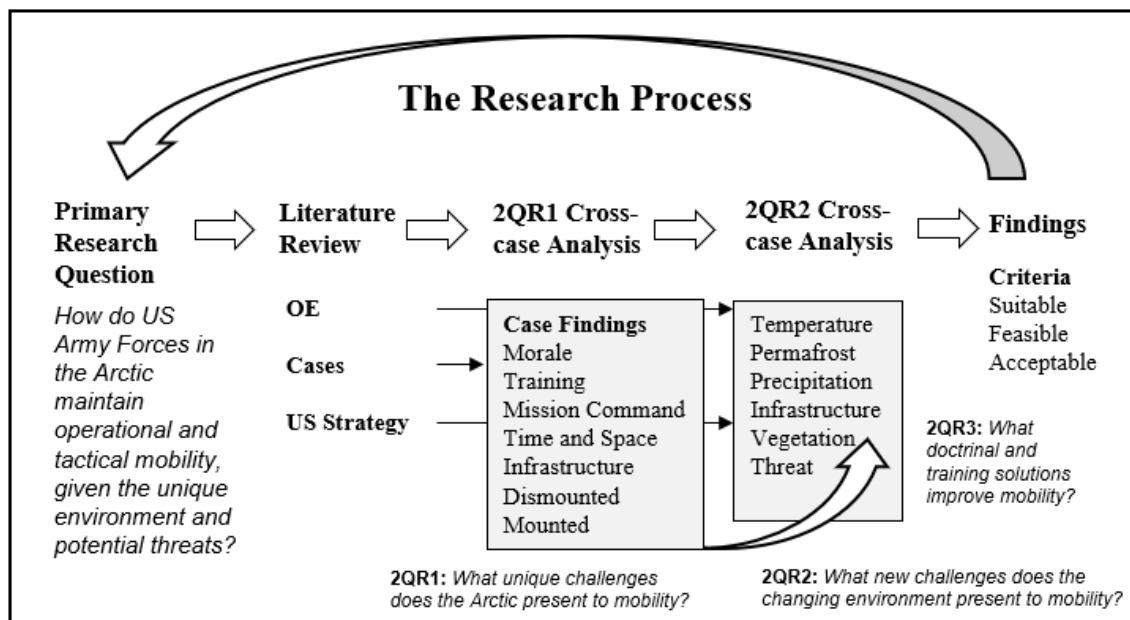 The Research Process
Primary
Research
Question
How do US
Army Forces in
the Arctic
maintain
operational and
tactical mobility,
given the unique
environment and
potential threats?
Literature
Review
OE
Cases
US Strategy
2QR1 Cross-
case Analysis
Case Findings
Morale
Training
Mission Command
Time and Space
Infrastructure
Dismounted
Mounted
2QR1: What unique challenges
does the Arctic present to mobility?
2QR2 Cross-
case Analysis
Temperature
Permafrost
Precipitation
Infrastructure
Vegetation
Threat
2QR2: What new challenges does the
changing environment present to mobility?
Findings
Criteria
Suitable
Feasible
Acceptable
2QR3: What
doctrinal and
training solutions
improve mobility?